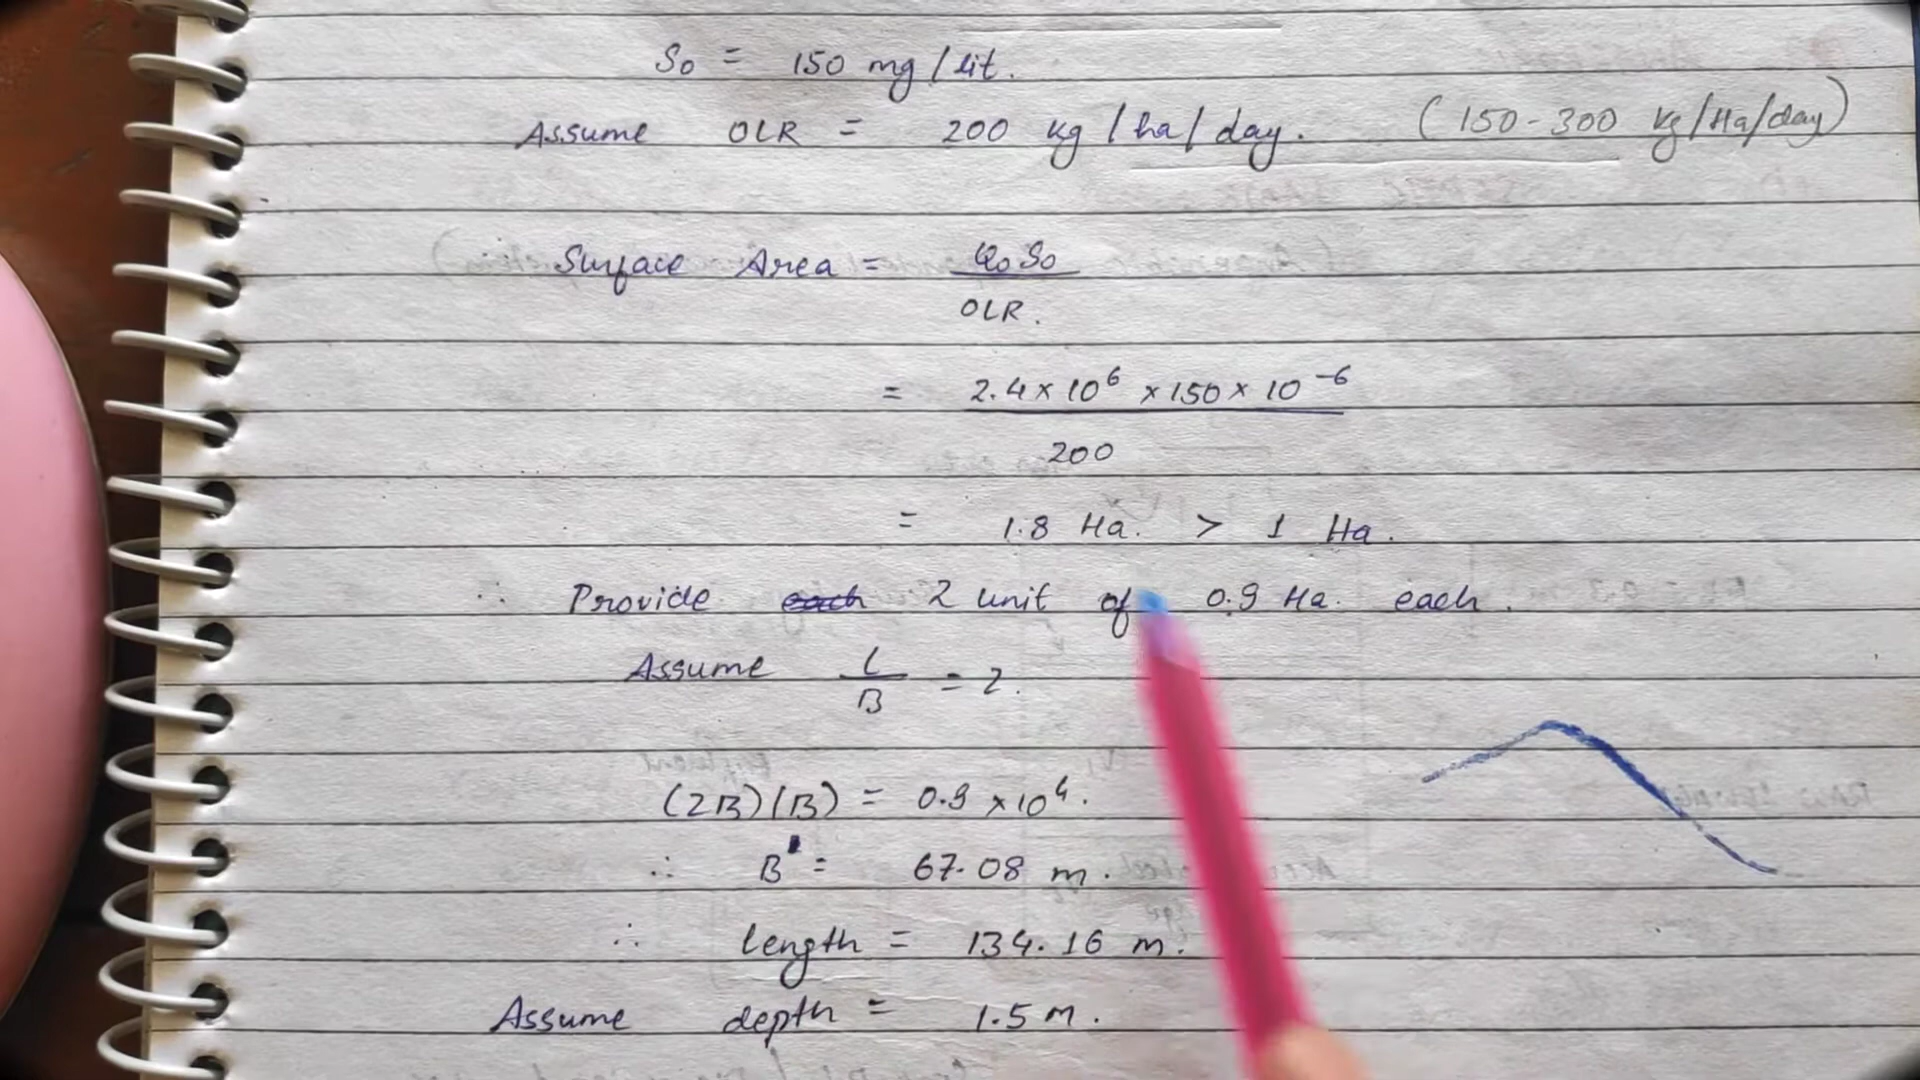 So = 150 mg/lit.
Assume OLR = 200 kg/ha/day. (150-300 kg/Ha/day)
Surface Area = Q₀ S₀
OLR.
= 2.4 × 10⁶ × 150 × 10⁻⁶
200
= 1.8 Ha. > 1 Ha.
∴ Provide each 2 unit of 0.9 Ha. each.
Assume L/B = 2.
(2B)(B) = 0.9 × 10⁴.
∴ B = 67.08 m.
∴ length = 134.16 m.
Assume depth = 1.5 m.